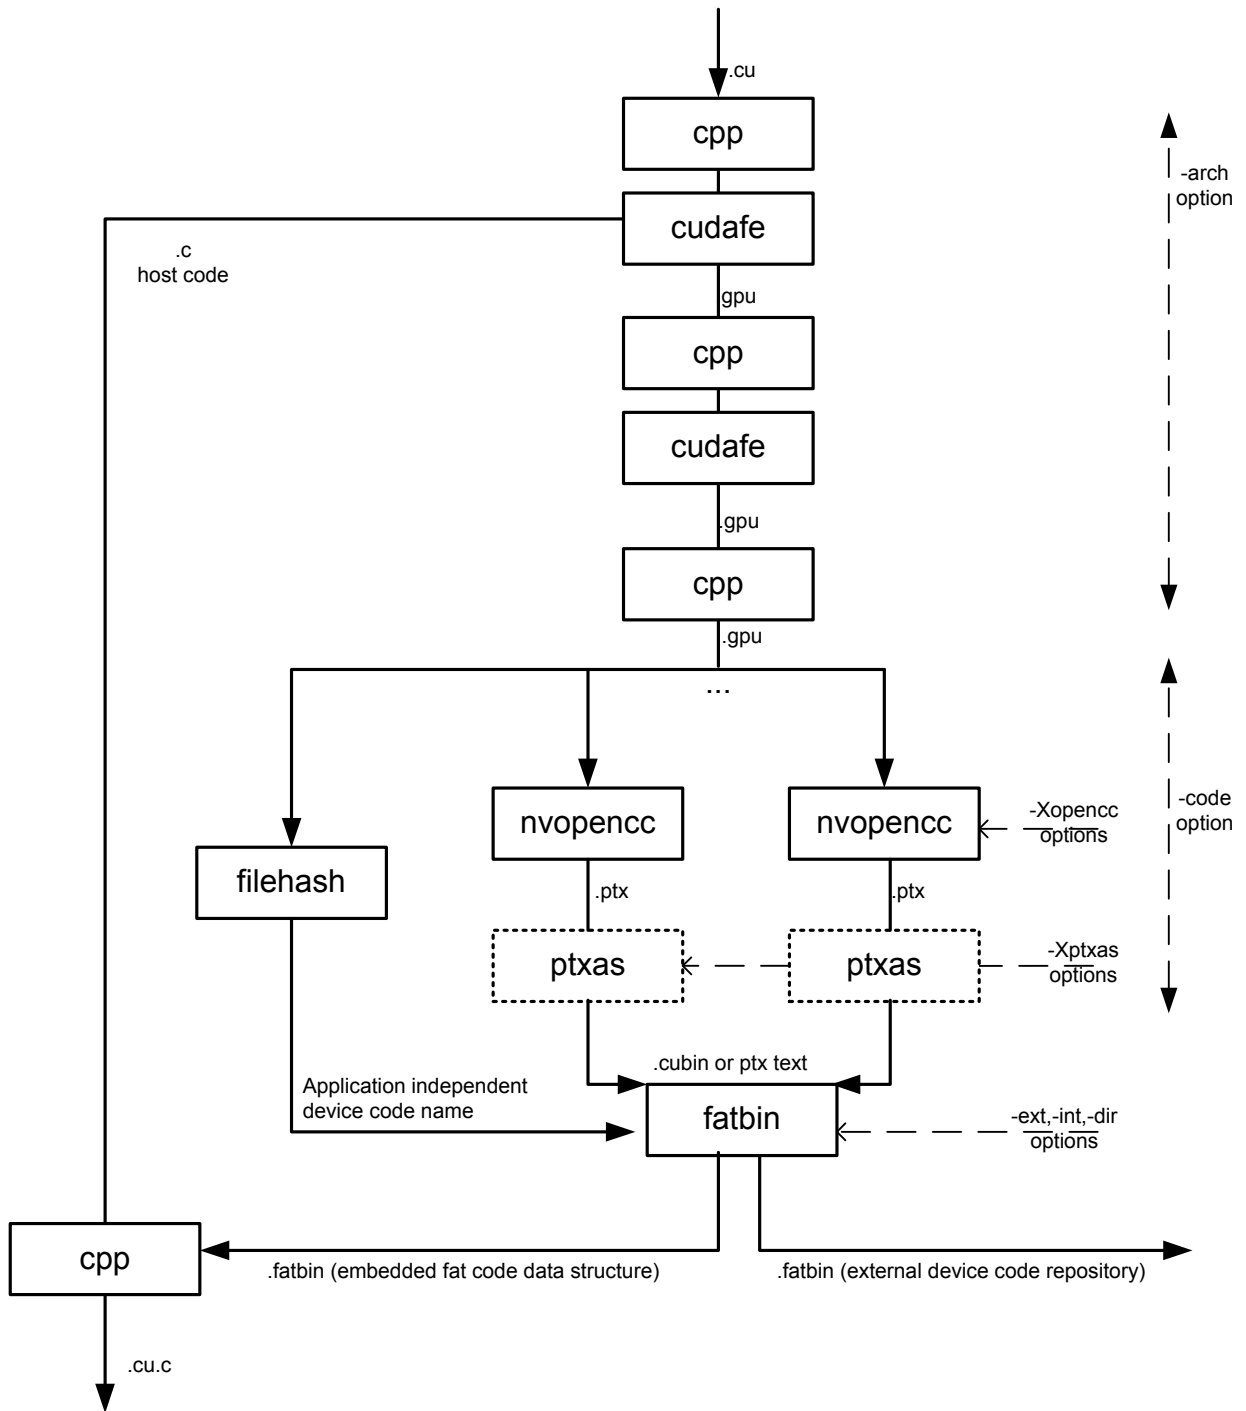 .cu
cpp
-arch
option
cudafe
.c
host code
.gpu
cpp
cudafe
.gpu
cpp
.gpu
...
nvopencc
nvopencc
-Xopencc
options
-code
option
filehash
.ptx
.ptx
ptxas
ptxas
-Xptxas
options
.cubin or ptx text
Application independent
device code name
fatbin
-ext,-int,-dir
options
cpp
.fatbin (embedded fat code data structure)
.fatbin (external device code repository)
.cu.c